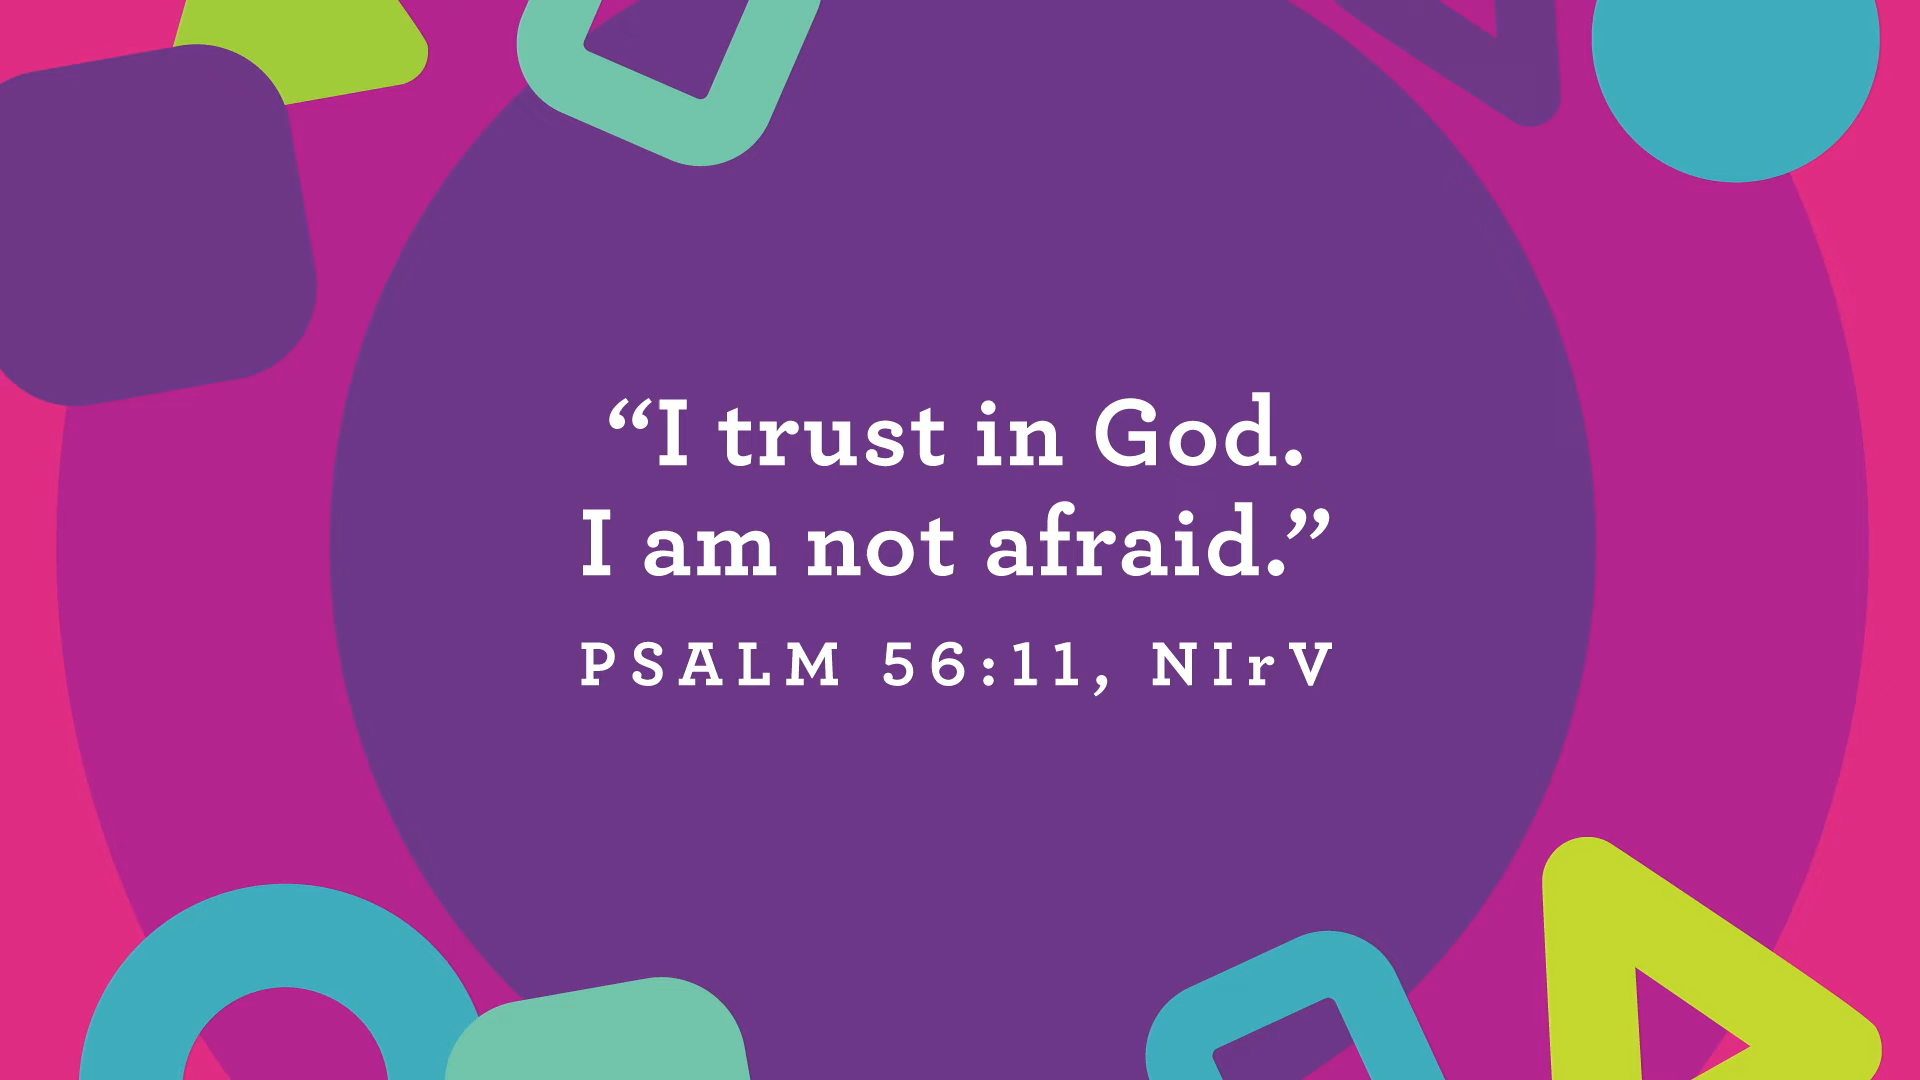 “I trust in God.
I am not afraid.”
PSALM 56:11, NIrV